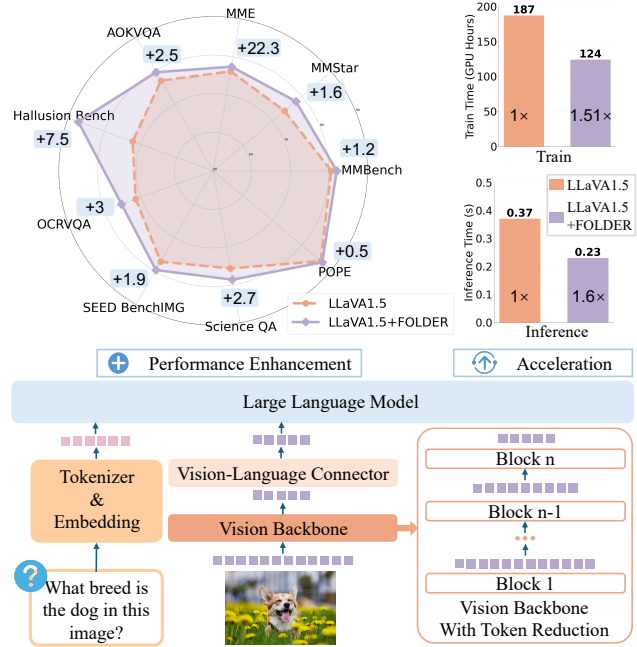 MME
AOKVQA
+2.5
+22.3
MMStar
+1.6
Hallusion Bench
+7.5
+1.2
MMBench
+3
OCRVQA
+0.5
POPE
+1.9
SEED BenchIMG
+2.7
Science QA
LLaVA1.5
LLaVA1.5+FOLDER
Train Time (GPU Hours)
200
150
100
50
0
187
124
1×
1.51×
Train
Inference Time (s)
0.5
0.4
0.3
0.2
0.1
0.0
0.37
0.23
1×
1.6×
LLaVA1.5
LLaVA1.5
+FOLDER
Inference
Performance Enhancement
Acceleration
Large Language Model
Tokenizer
&
Embedding
Vision-Language Connector
Vision Backbone
What breed is
the dog in this
image?
?
Block n
Block n-1
Block 1
Vision Backbone
With Token Reduction